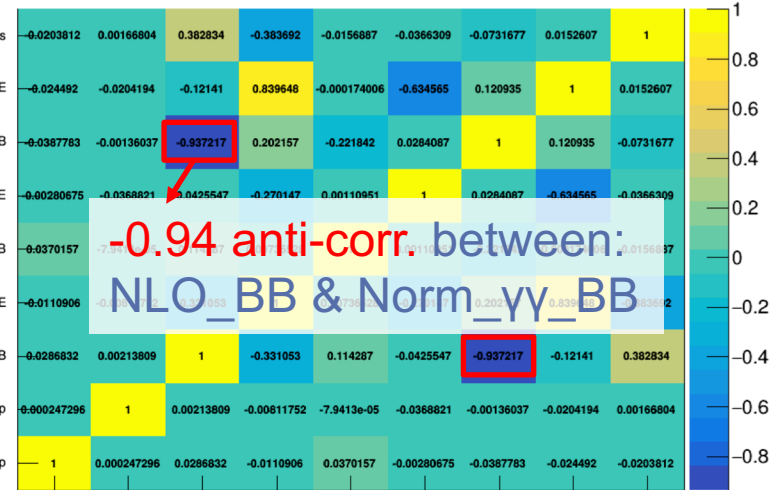 s -0.0203812 0.00166804 0.382834 -0.383692 -0.0156887 -0.0366309 -0.0731677 0.0152607 1
E -0.024492 -0.0204194 -0.12141 0.839648 -0.000174006 -0.634565 0.120935 1 0.0152607
B -0.0387783 -0.00136037 -0.937217 0.202157 -0.221842 0.0284087 1 0.120935 -0.0731677
E -0.00280675 -0.0368821 -0.0425547 -0.270147 0.00110951 1 0.0284087 -0.634565 -0.0366309
B 0.0370157
-0.94 anti-corr. between:
E -0.0110906
NLO_BB & Norm_γγ_BB
B 0.0286832 0.00213809 1 -0.331053 0.114287 -0.0425547 -0.937217 -0.12141 0.382834
p 0.000247296 1 0.00213809 -0.00811752 -7.9413e-05 -0.0368821 -0.00136037 -0.0204194 0.00166804
p 1 0.000247296 0.0286832 -0.0110906 0.0370157 -0.00280675 -0.0387783 -0.024492 -0.0203812
1
0.8
0.6
0.4
0.2
0
−0.2
−0.4
−0.6
−0.8